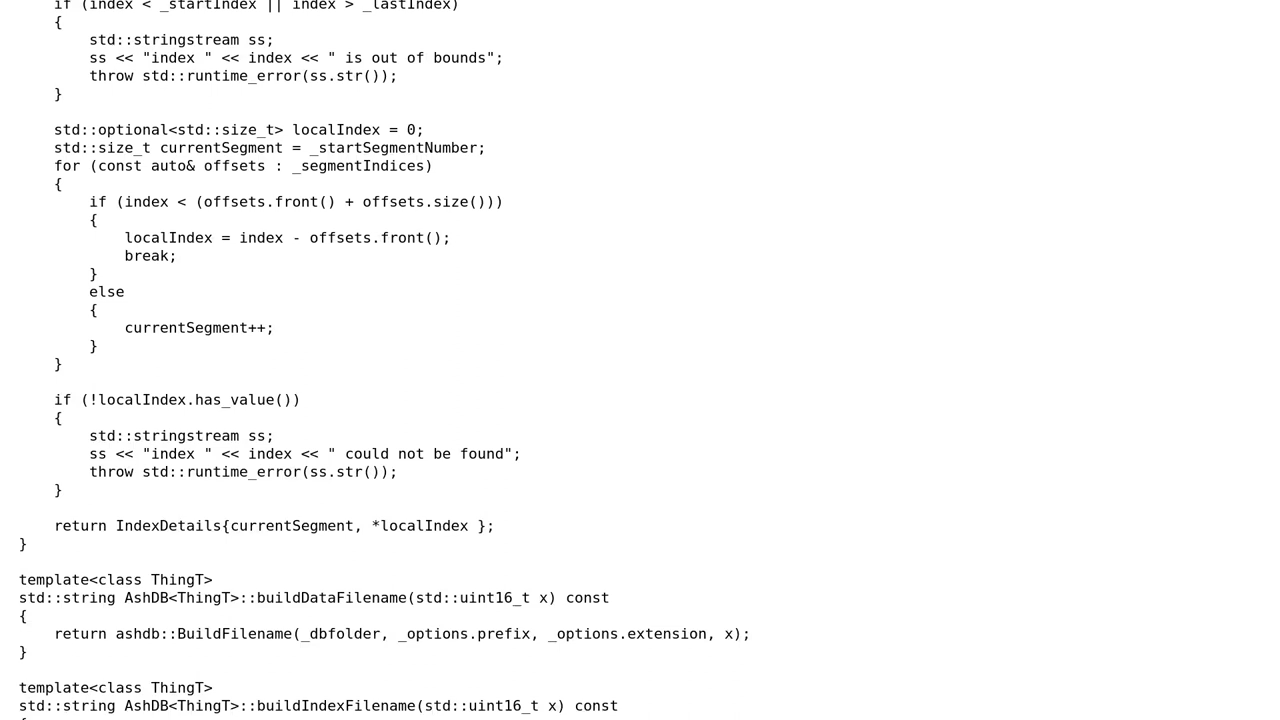 if (index < _startIndex || index > _lastIndex)
{
std::stringstream ss;
ss << "index " << index << " is out of bounds";
throw std::runtime_error(ss.str());
}
std::optional<std::size_t> localIndex = 0;
std::size_t currentSegment = _startSegmentNumber;
for (const auto& offsets : _segmentIndices)
{
if (index < (offsets.front() + offsets.size()))
{
localIndex = index - offsets.front();
break;
}
else
{
currentSegment++;
}
}
if (!localIndex.has_value())
{
std::stringstream ss;
ss << "index " << index << " could not be found";
throw std::runtime_error(ss.str());
}
return IndexDetails{currentSegment, *localIndex };
}
template<class ThingT>
std::string AshDB<ThingT>::buildDataFilename(std::uint16_t x) const
{
return ashdb::BuildFilename(_dbfolder, _options.prefix, _options.extension, x);
}
template<class ThingT>
std::string AshDB<ThingT>::buildIndexFilename(std::uint16_t x) const
{